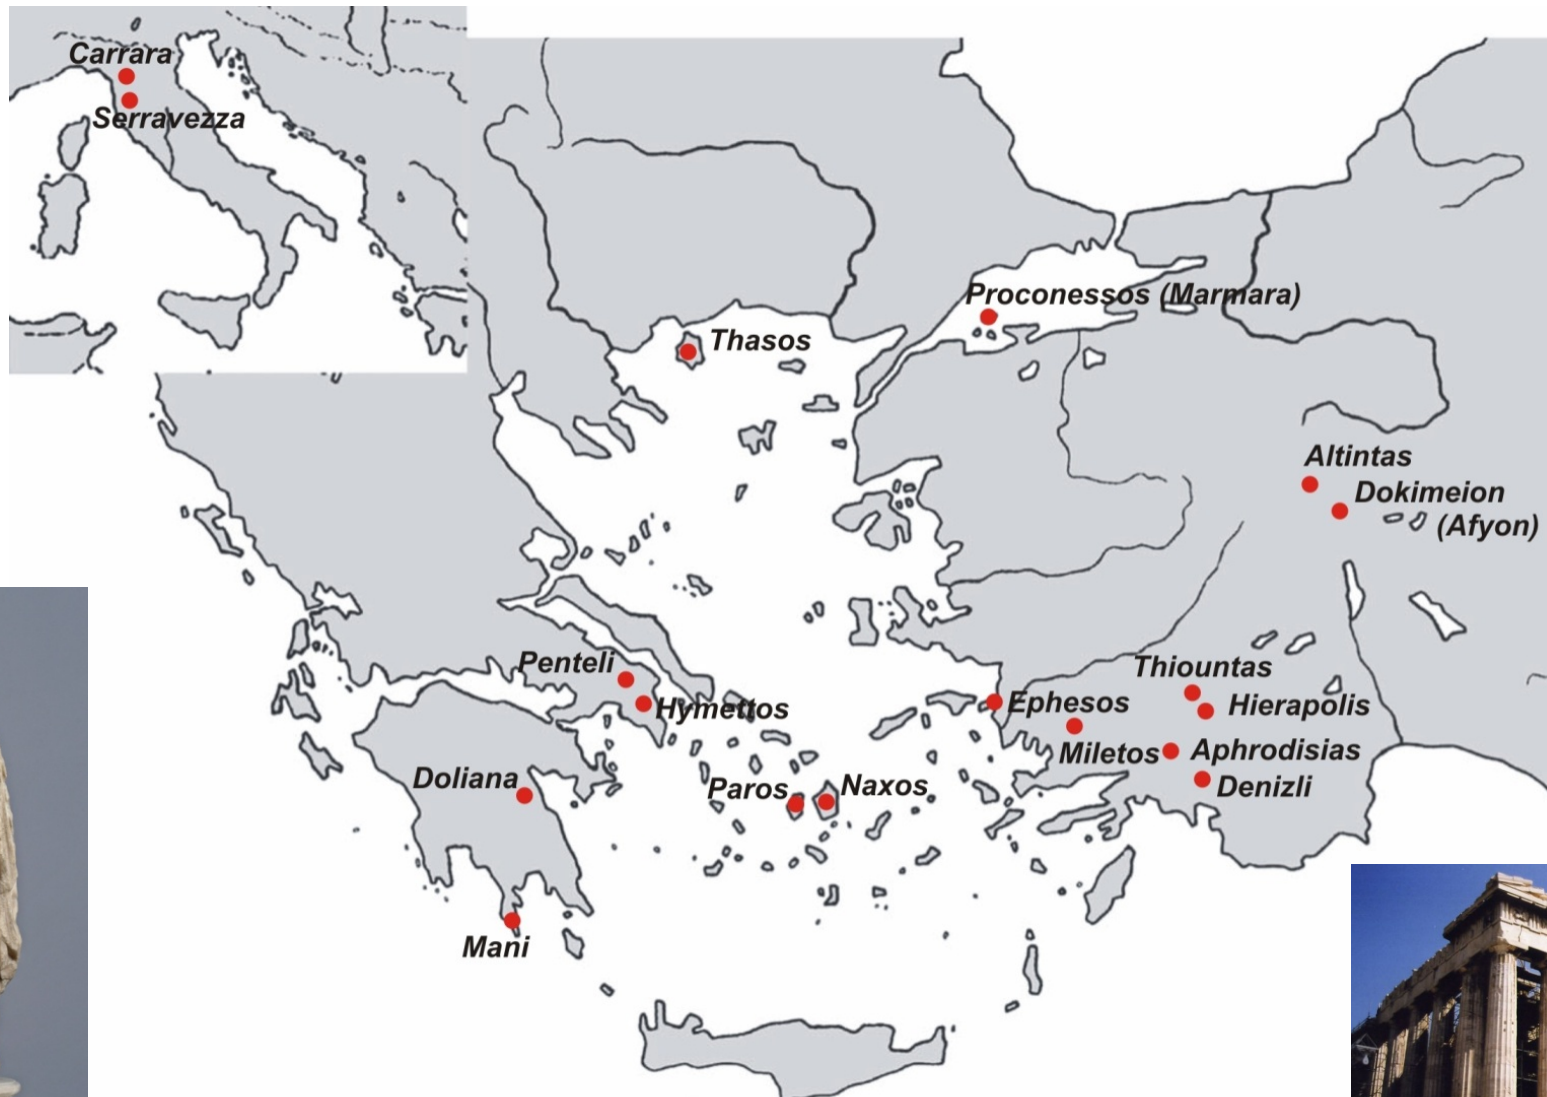 Carrara
Serravezza
Proconessos (Marmara)
Thasos
Altintas
Dokimeion
(Afyon)
Penteli
Thiountas
Hymettos
Ephesos
Hierapolis
Miletos
Aphrodisias
Doliana
Paros
Naxos
Denizli
Mani